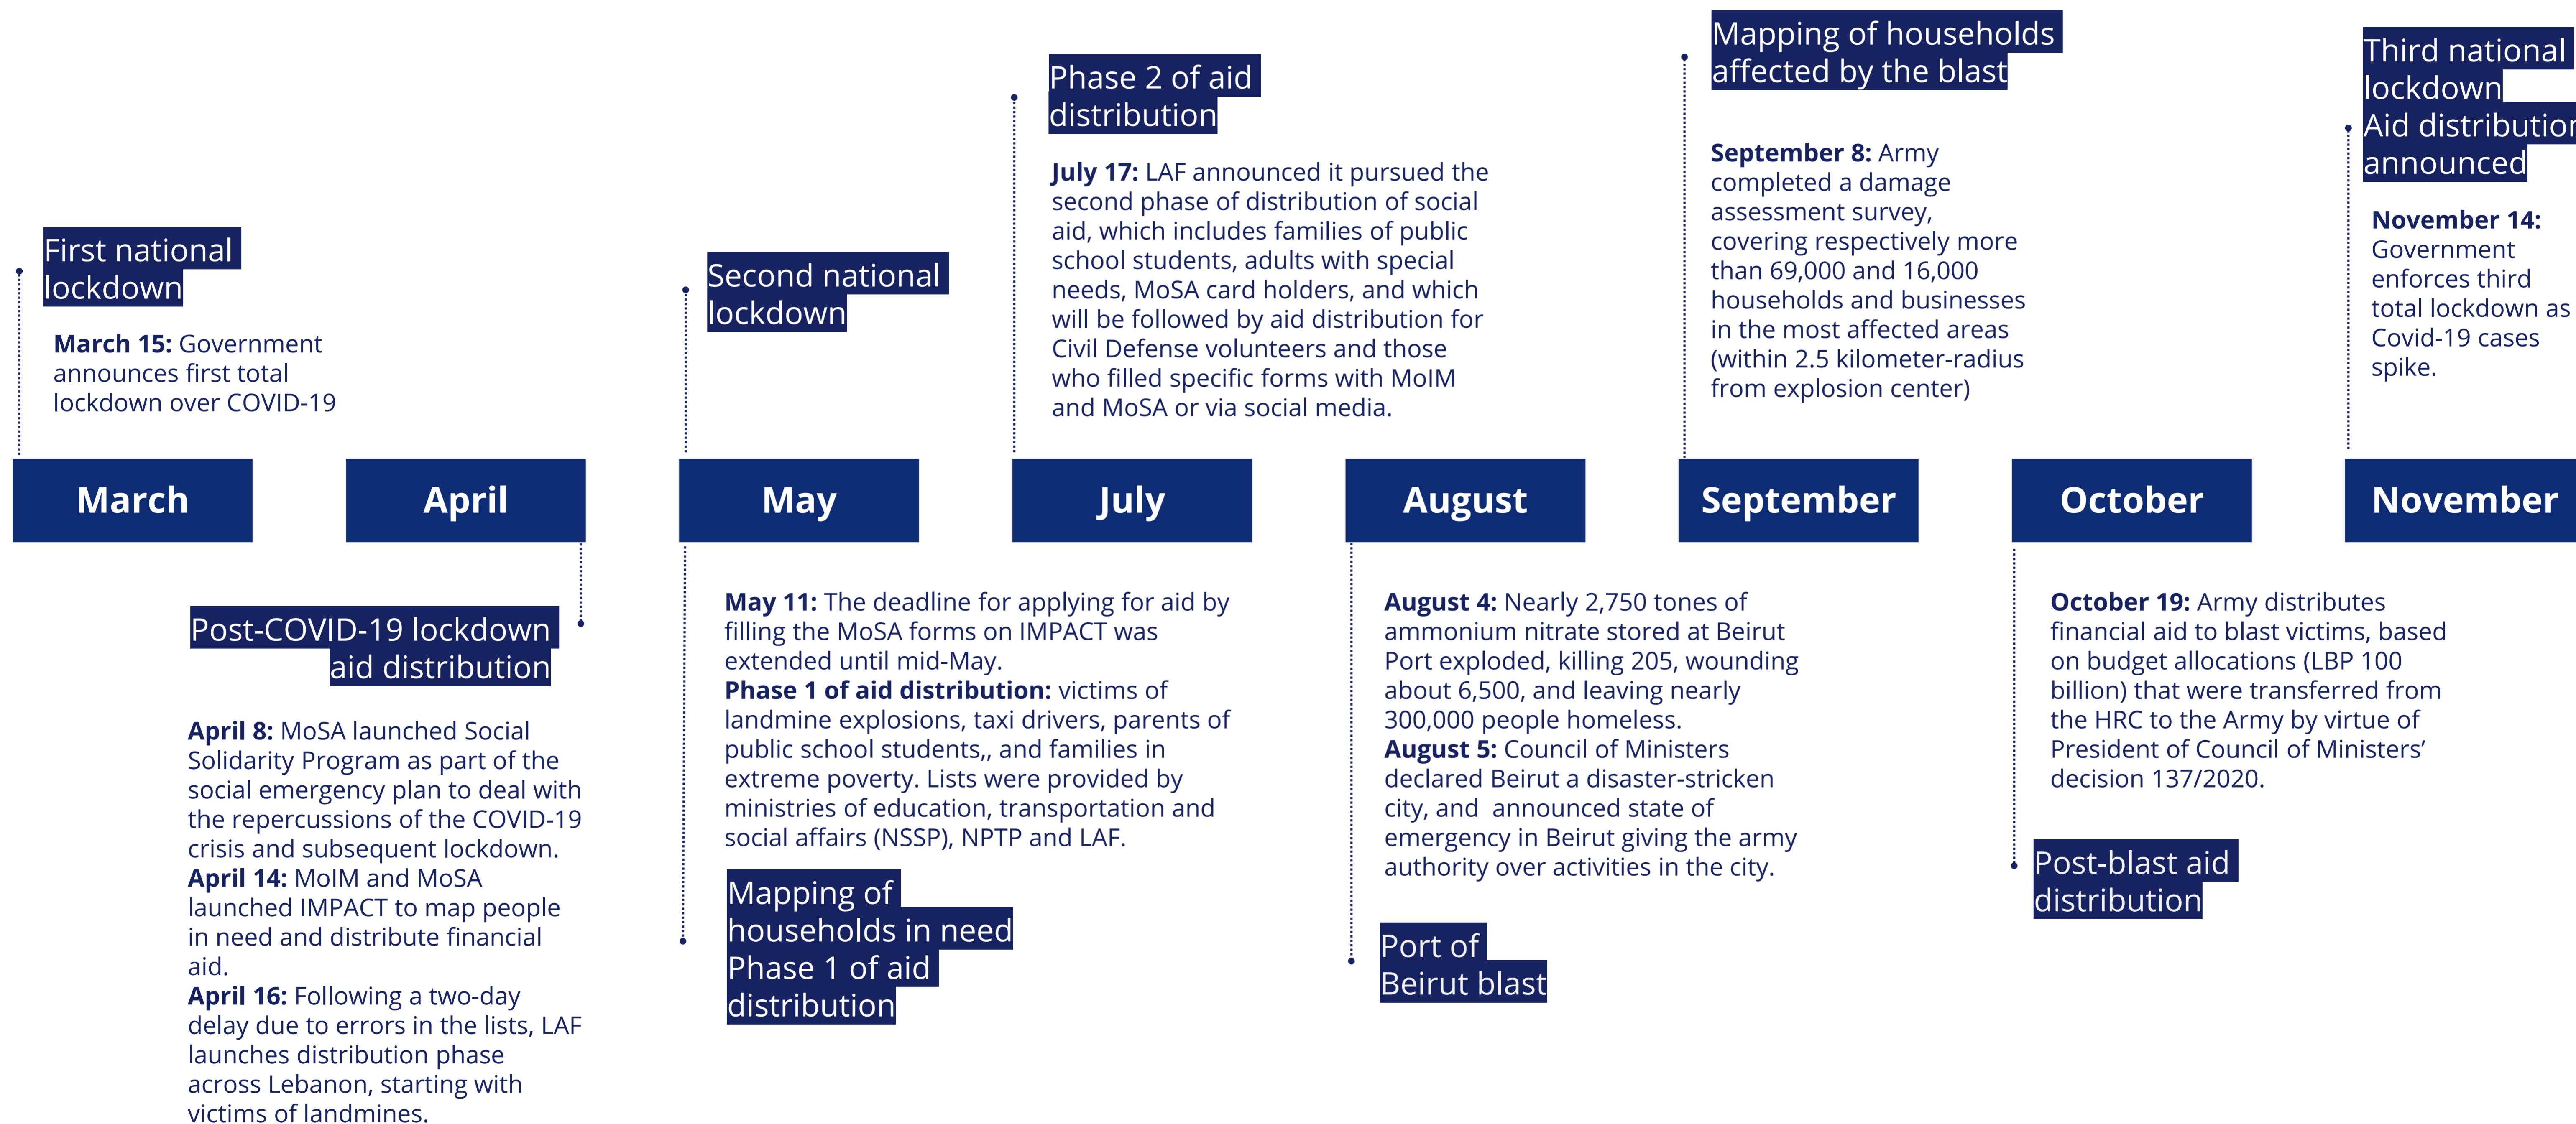 First national
lockdown
March 15: Government
announces first total
lockdown over COVID-19
Second national
lockdown
Phase 2 of aid
distribution
July 17: LAF announced it pursued the
second phase of distribution of social
aid, which includes families of public
school students, adults with special
needs, MoSA card holders, and which
will be followed by aid distribution for
Civil Defense volunteers and those
who filled specific forms with MoIM
and MoSA or via social media.
Mapping of households
affected by the blast
September 8: Army
completed a damage
assessment survey,
covering respectively more
than 69,000 and 16,000
households and businesses
in the most affected areas
(within 2.5 kilometer-radius
from explosion center)
Third national
lockdown
Aid distribution
announced
November 14:
Government
enforces third
total lockdown as
Covid-19 cases
spike.
March
April
May
July
August
September
October
November
Post-COVID-19 lockdown
aid distribution
April 8: MoSA launched Social
Solidarity Program as part of the
social emergency plan to deal with
the repercussions of the COVID-19
crisis and subsequent lockdown.
April 14: MoIM and MoSA
launched IMPACT to map people
in need and distribute financial
aid.
April 16: Following a two-day
delay due to errors in the lists, LAF
launches distribution phase
across Lebanon, starting with
victims of landmines.
May 11: The deadline for applying for aid by
filling the MoSA forms on IMPACT was
extended until mid-May.
Phase 1 of aid distribution: victims of
landmine explosions, taxi drivers, parents of
public school students,, and families in
extreme poverty. Lists were provided by
ministries of education, transportation and
social affairs (NSSP), NPTP and LAF.
Mapping of
households in need
Phase 1 of aid
distribution
August 4: Nearly 2,750 tones of
ammonium nitrate stored at Beirut
Port exploded, killing 205, wounding
about 6,500, and leaving nearly
300,000 people homeless.
August 5: Council of Ministers
declared Beirut a disaster-stricken
city, and announced state of
emergency in Beirut giving the army
authority over activities in the city.
Port of
Beirut blast
October 19: Army distributes
financial aid to blast victims, based
on budget allocations (LBP 100
billion) that were transferred from
the HRC to the Army by virtue of
President of Council of Ministers’
decision 137/2020.
Post-blast aid
distribution